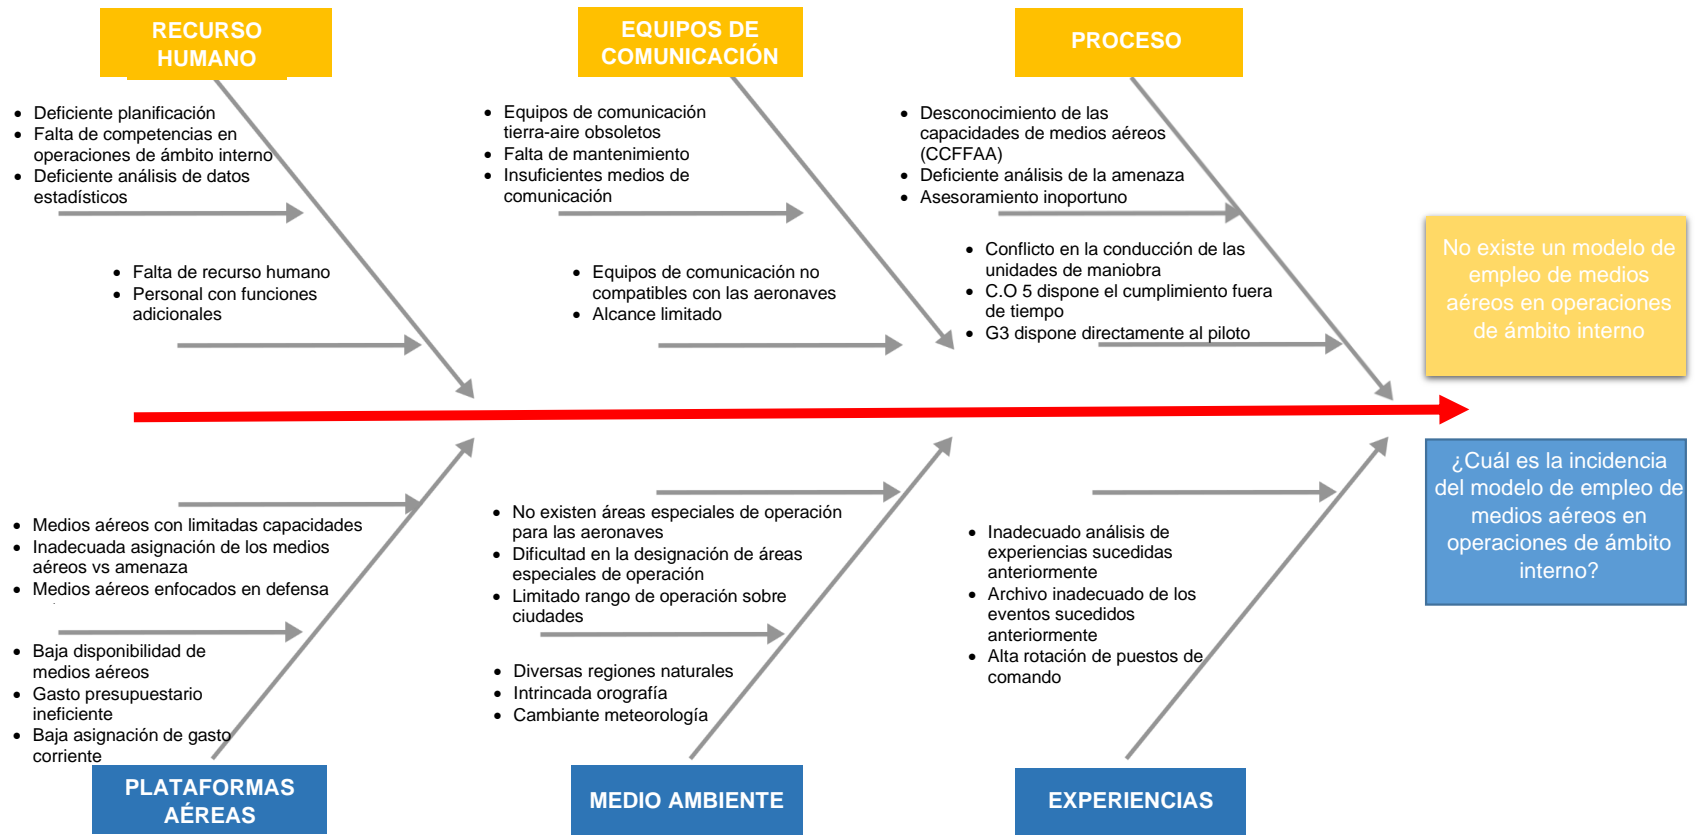 RECURSO
HUMANO
EQUIPOS DE
COMUNICACIÓN
PROCESO
• Deficiente planificación
• Falta de competencias en
operaciones de ámbito interno
• Deficiente análisis de datos
estadísticos
• Falta de recurso humano
• Personal con funciones
adicionales
• Equipos de comunicación
tierra-aire obsoletos
• Falta de mantenimiento
• Insuficientes medios de
comunicación
• Equipos de comunicación no
compatibles con las aeronaves
• Alcance limitado
• Desconocimiento de las
capacidades de medios aéreos
(CCFFAA)
• Deficiente análisis de la amenaza
• Asesoramiento inoportuno
• Conflicto en la conducción de las
unidades de maniobra
• C.O 5 dispone el cumplimiento fuera
de tiempo
• G3 dispone directamente al piloto
No existe un modelo de
empleo de medios
aéreos en operaciones
de ámbito interno
¿Cuál es la incidencia
del modelo de empleo de
medios aéreos en
operaciones de ámbito
interno?
• Medios aéreos con limitadas capacidades
• Inadecuada asignación de los medios
aéreos vs amenaza
• Medios aéreos enfocados en defensa
• Baja disponibilidad de
medios aéreos
• Gasto presupuestario
ineficiente
• Baja asignación de gasto
corriente
• No existen áreas especiales de operación
para las aeronaves
• Dificultad en la designación de áreas
especiales de operación
• Limitado rango de operación sobre
ciudades
• Diversas regiones naturales
• Intrincada orografía
• Cambiante meteorología
• Inadecuado análisis de
experiencias sucedidas
anteriormente
• Archivo inadecuado de los
eventos sucedidos
anteriormente
• Alta rotación de puestos de
comando
PLATAFORMAS
AÉREAS
MEDIO AMBIENTE
EXPERIENCIAS